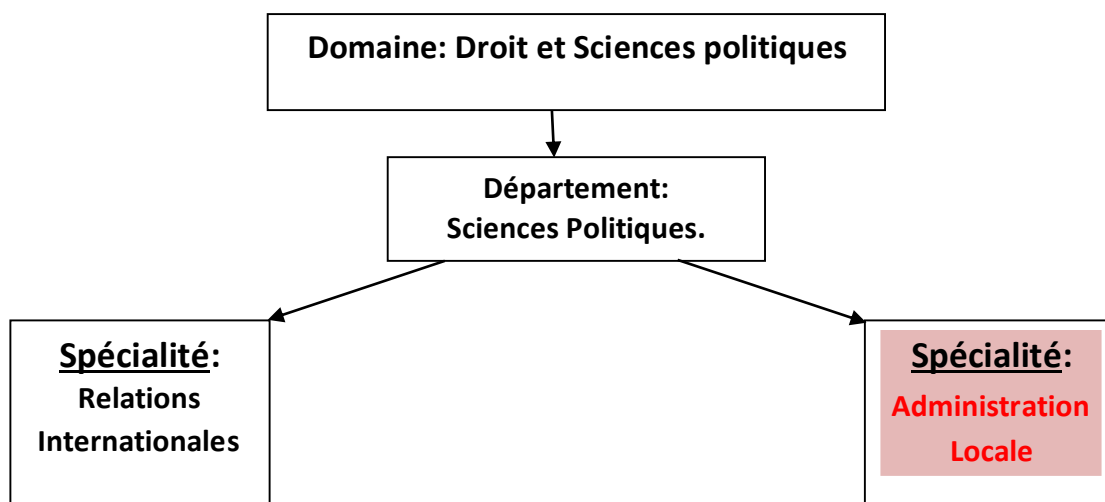 Domaine: Droit et Sciences politiques
Département:
Sciences Politiques.
Spécialité:
Relations
Internationales
Spécialité:
Administration
Locale